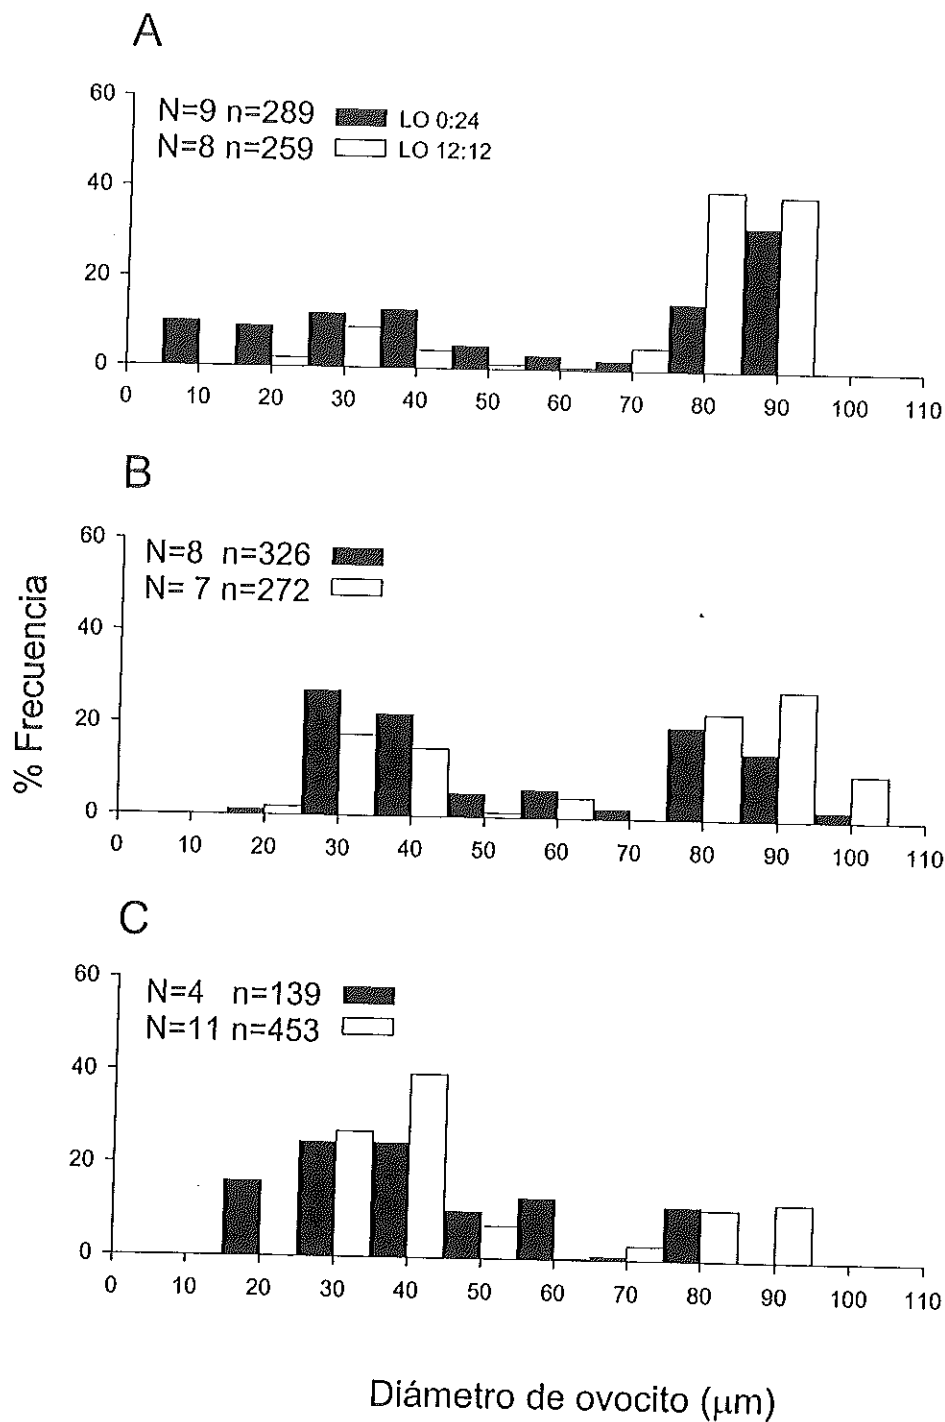 A
60
N=9 n=289 LO 0:24
N=8 n=259 LO 12:12
40
20
0
0 10 20 30 40 50 60 70 80 90 100 110
B
60
N=8 n=326
N= 7 n=272
40
20
0
0 10 20 30 40 50 60 70 80 90 100 110
% Frecuencia
C
60
N=4 n=139
N=11 n=453
40
20
0
0 10 20 30 40 50 60 70 80 90 100 110
Diámetro de ovocito (μm)